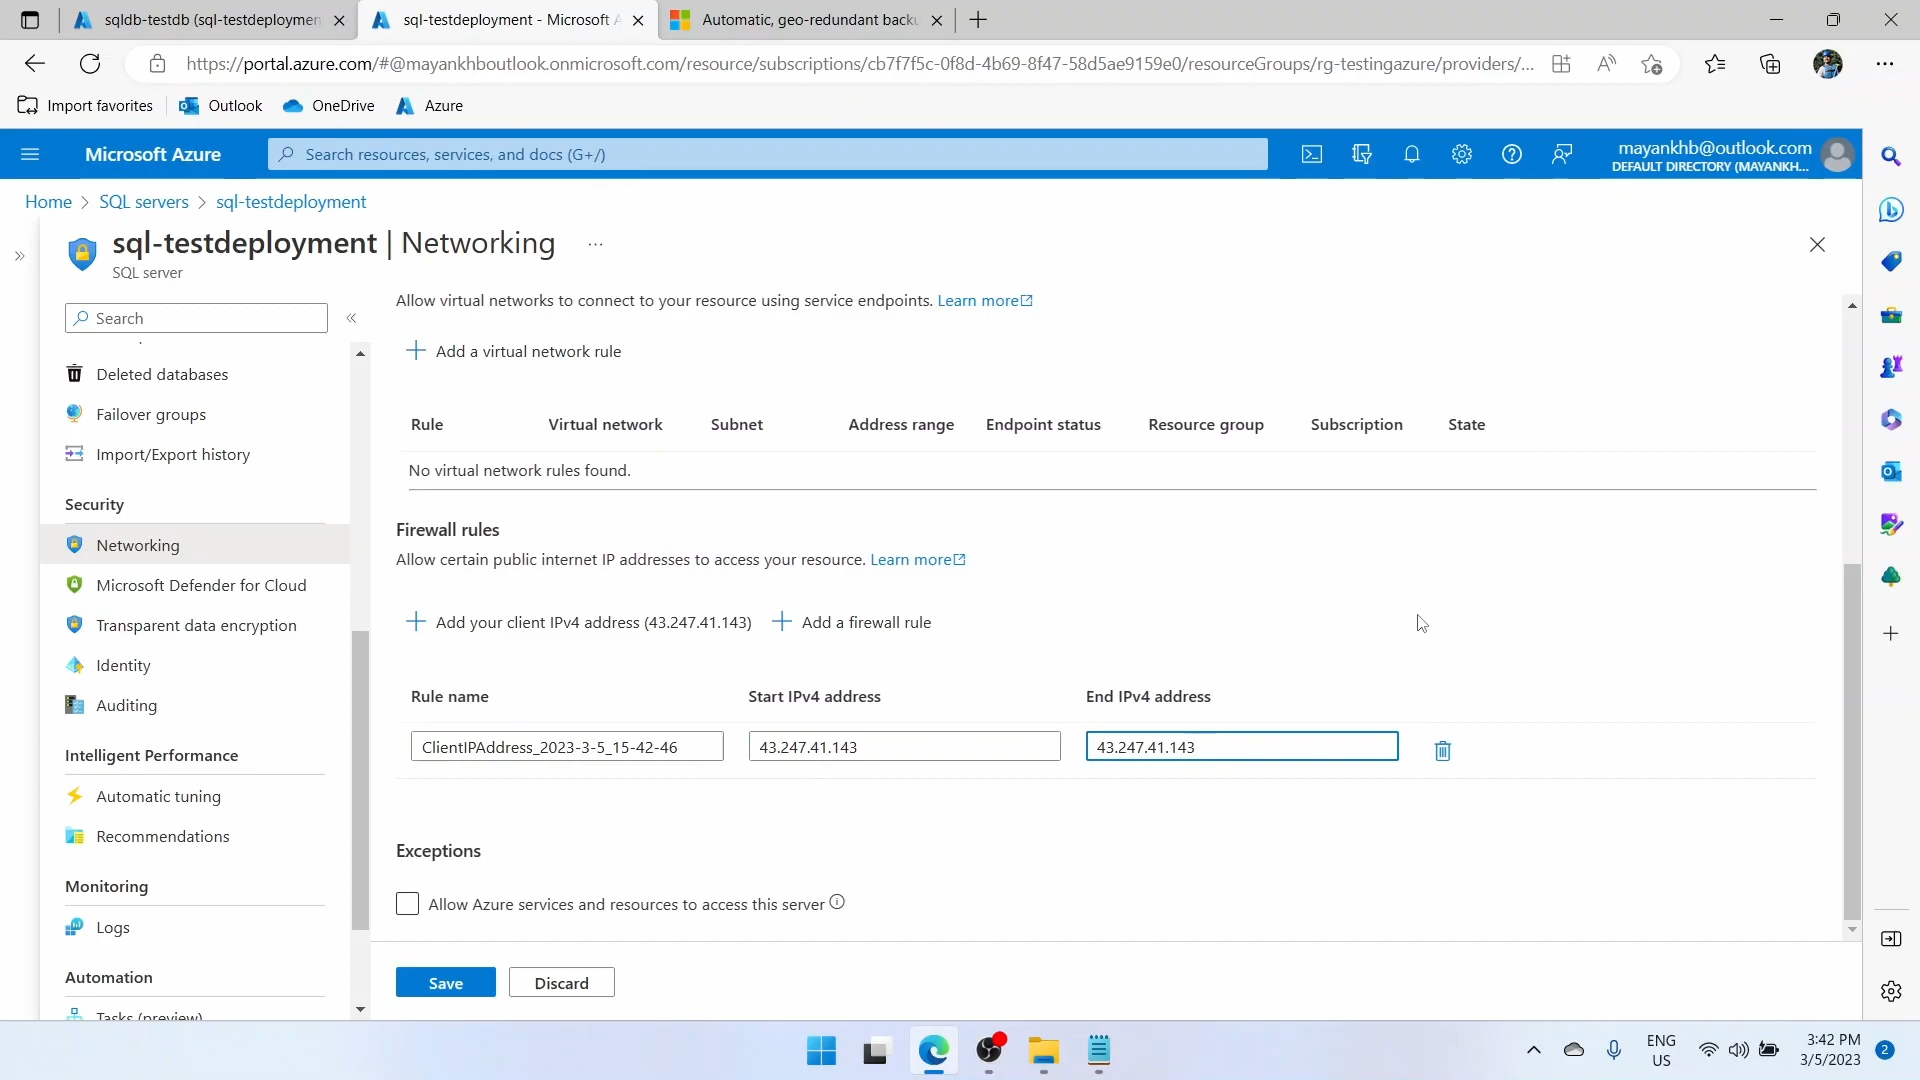 sqldb-testdb (sql-testdeploymen
sql-testdeployment - Microsoft A
Automatic, geo-redundant backu
https://portal.azure.com/#@mayankhboutlook.onmicrosoft.com/resource/subscriptions/cb7f7f5c-0f8d-4b69-8f47-58d5ae9159e0/resourceGroups/rg-testingazure/providers/...
Import favorites
Outlook
OneDrive
Azure
Microsoft Azure
Search resources, services, and docs (G+/)
mayankhb@outlook.com
DEFAULT DIRECTORY (MAYANKH...
Home > SQL servers > sql-testdeployment
sql-testdeployment | Networking ...
SQL server
Search
Deleted databases
Failover groups
Import/Export history
Security
Networking
Microsoft Defender for Cloud
Transparent data encryption
Identity
Auditing
Intelligent Performance
Automatic tuning
Recommendations
Monitoring
Logs
Automation
Tasks (preview)
Allow virtual networks to connect to your resource using service endpoints. Learn more
+ Add a virtual network rule
Rule Virtual network Subnet Address range Endpoint status Resource group Subscription State
No virtual network rules found.
Firewall rules
Allow certain public internet IP addresses to access your resource. Learn more
+ Add your client IPv4 address (43.247.41.143) + Add a firewall rule
Rule name Start IPv4 address End IPv4 address
ClientIPAddress_2023-3-5_15-42-46 43.247.41.143 43.247.41.143
Exceptions
Allow Azure services and resources to access this server
Save Discard
ENG
US
3:42 PM
3/5/2023
2